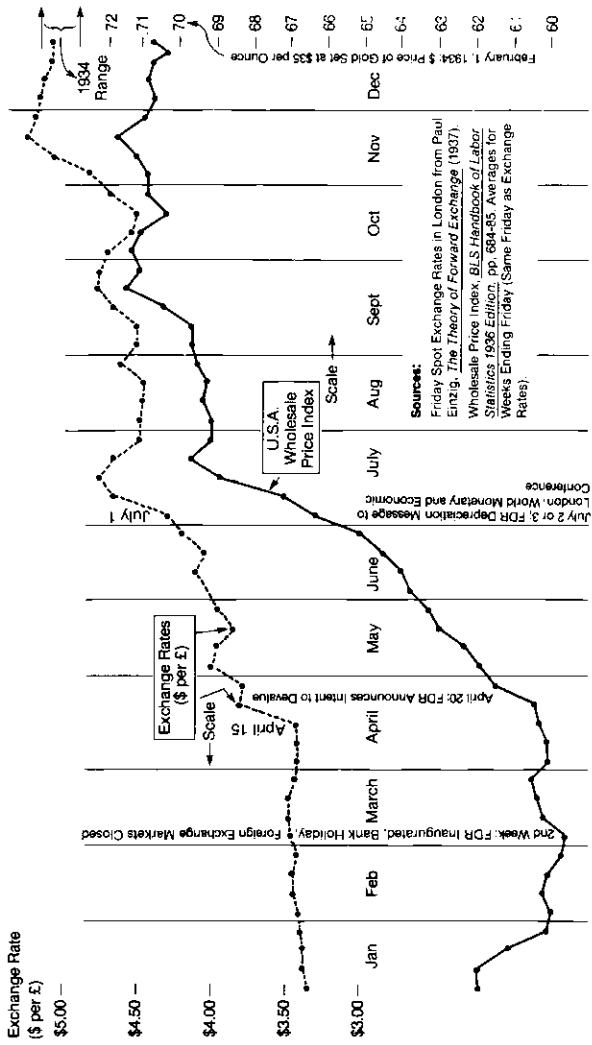 Exchange Rate
($ per £)
$5.00
$4.50
$4.00
$3.50
$3.00
72
71
70
69
68
67
66
65
64
63
62
61
60
1934
Range
February 1, 1934: $ Price of Gold Set at $35 per Ounce
Exchange Rates
($ per £)
Scale
April 15
July 1
U.S.A.
Wholesale
Price Index
Scale
2nd Week: FDR Inaugurated, Bank Holiday, Foreign Exchange Markets Closed
April 20: FDR Announces Intent to Devalue
July 2 or 3; FDR Depreciation Message to
London. World Monetary and Economic
Conference
Jan
Feb
March
April
May
June
July
Aug
Sept
Oct
Nov
Dec
Sources:
Friday Spot Exchange Rates in London from Paul
Einzig, The Theory of Forward Exchange (1937).
Wholesale Price Index, BLS Handbook of Labor
Statistics 1936 Edition, pp. 684-85. Averages for
Weeks Ending Friday (Same Friday as Exchange
Rates).